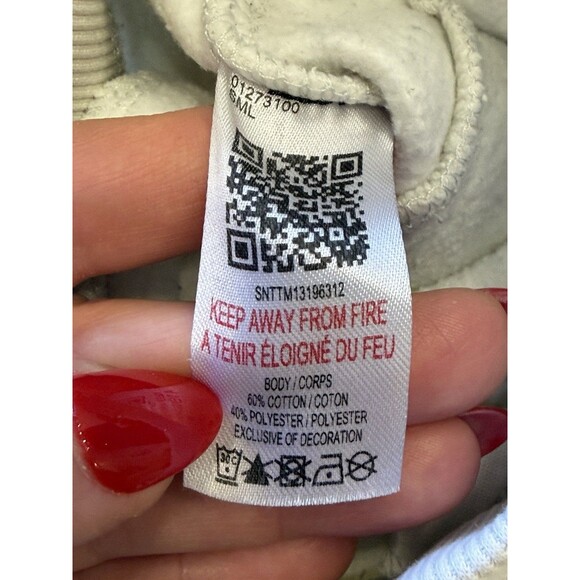 01273100
SML
SNTTM13196312
KEEP AWAY FROM FIRE
À TENIR ÉLOIGNÉ DU FEU
BODY / CORPS
60% COTTON / COTON
40% POLYESTER / POLYESTER
EXCLUSIVE OF DECORATION